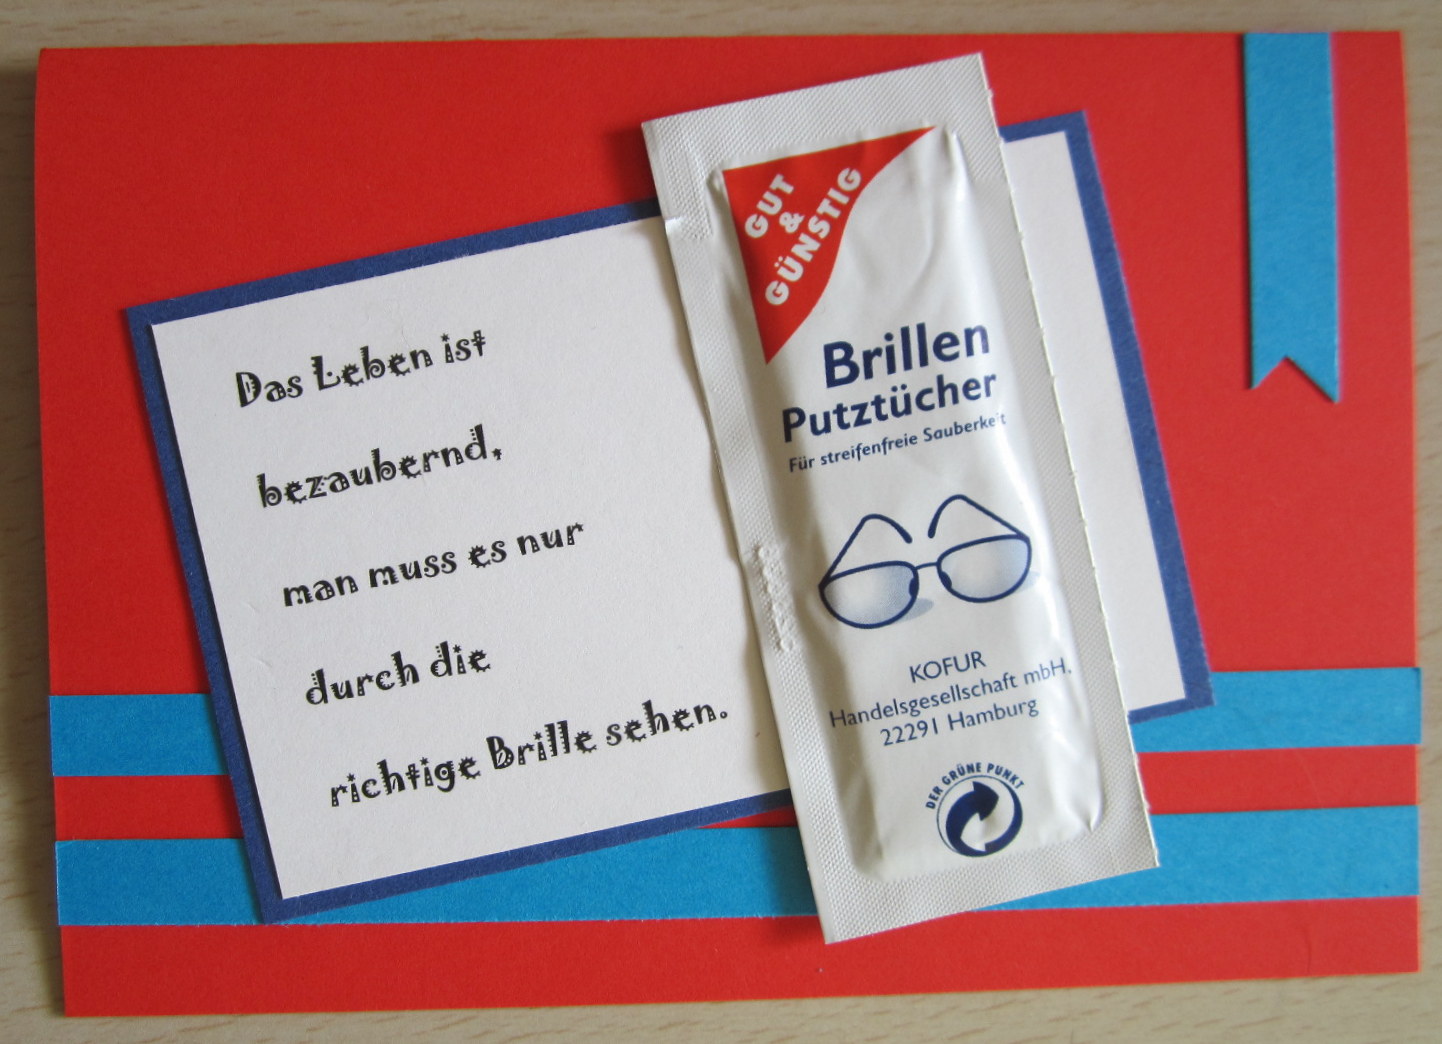 Das Leben ist
bezaubernd,
man muss es nur
durch die
richtige Brille sehen.
GUT
&
GÜNSTIG
Brillen
Putztücher
Für streifenfreie Sauberkeit
KOFUR
Handelsgesellschaft mbH,
22291 Hamburg
DER GRÜNE PUNKT